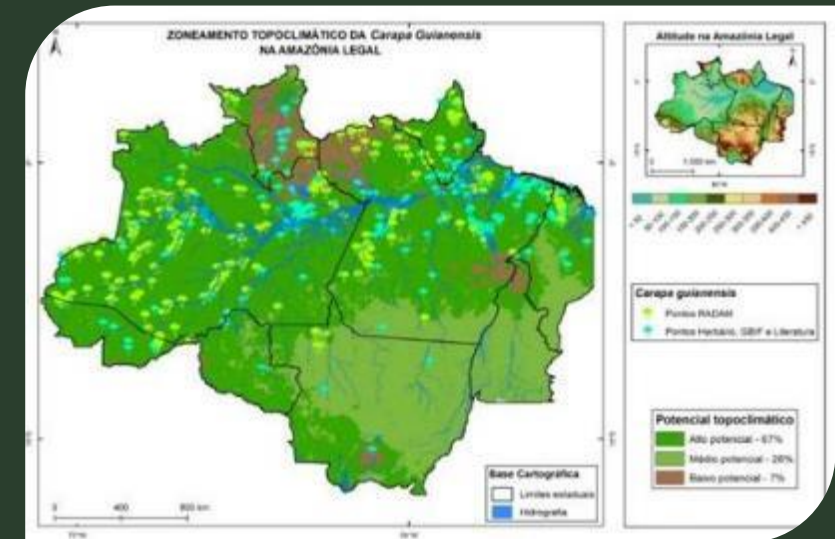 ZONEAMENTO TOPOCLIMÁTICO DA Carapa Guianensis
NA AMAZÔNIA LEGAL
Base Cartográfica
Limites estaduais
Hidrografia
0 400 800 km
Altitude na Amazônia Legal
Carapa guianensis
Pontos RADAM
Pontos Herbário, GBIF e Literatura
Potencial topoclimático
Alto potencial - 67%
Médio potencial - 26%
Baixo potencial - 7%